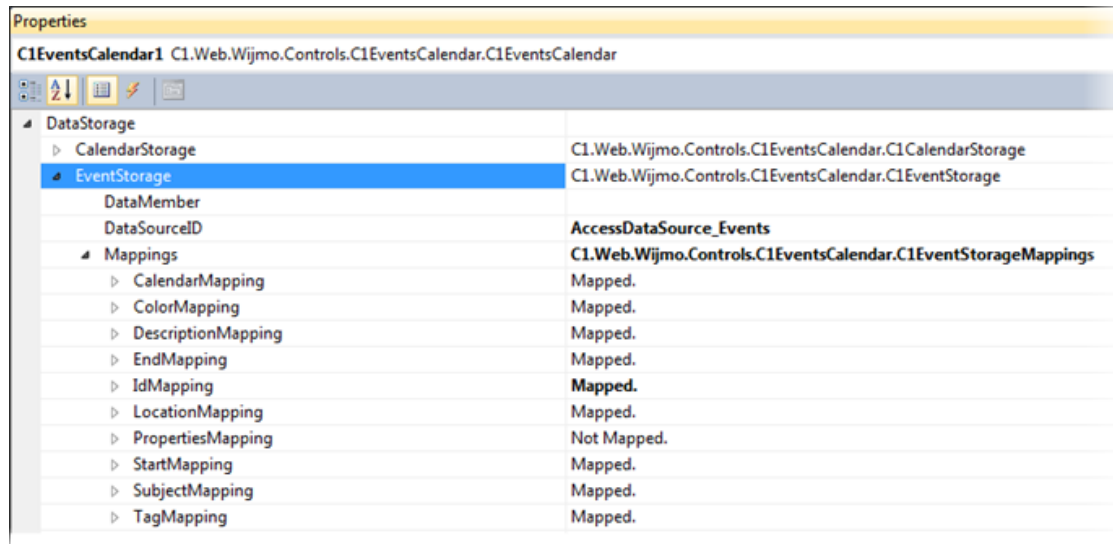 Properties
C1EventsCalendar1 C1.Web.Wijmo.Controls.C1EventsCalendar.C1EventsCalendar
DataStorage
CalendarStorage C1.Web.Wijmo.Controls.C1EventsCalendar.C1CalendarStorage
EventStorage C1.Web.Wijmo.Controls.C1EventsCalendar.C1EventStorage
DataMember
DataSourceID AccessDataSource_Events
Mappings C1.Web.Wijmo.Controls.C1EventsCalendar.C1EventStorageMappings
CalendarMapping Mapped.
ColorMapping Mapped.
DescriptionMapping Mapped.
EndMapping Mapped.
IdMapping Mapped.
LocationMapping Mapped.
PropertiesMapping Not Mapped.
StartMapping Mapped.
SubjectMapping Mapped.
TagMapping Mapped.